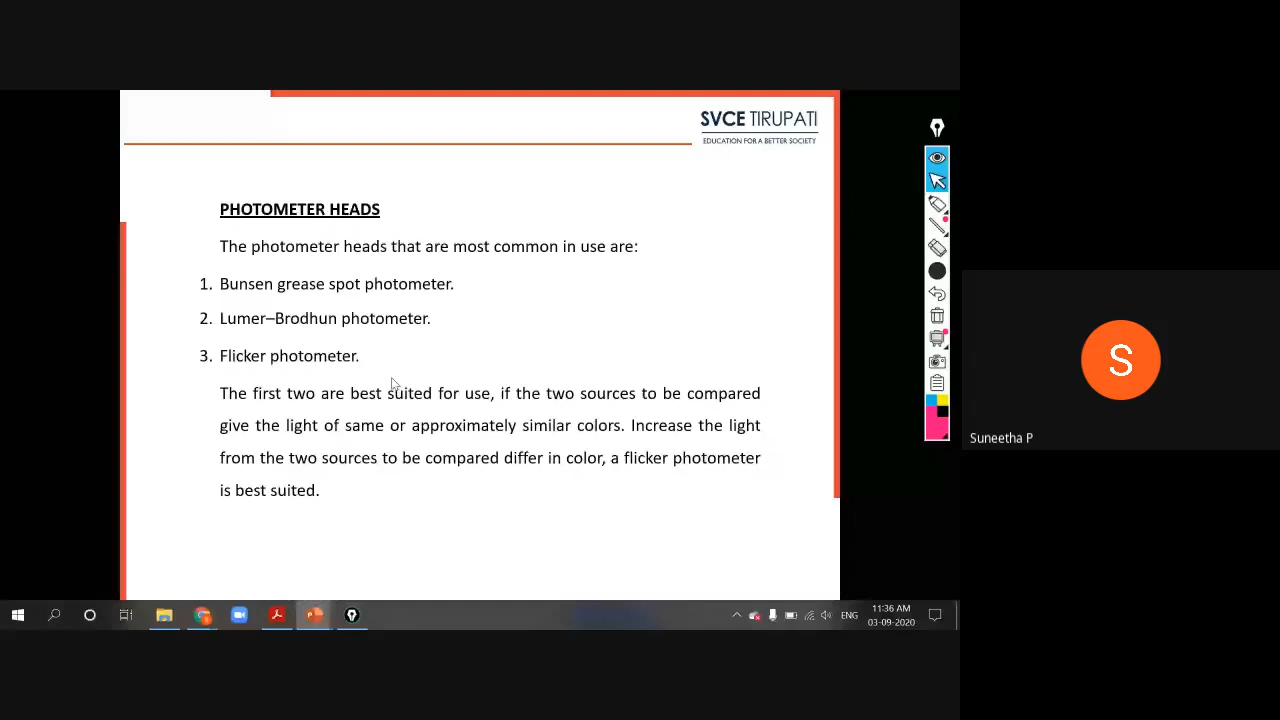 SVCE TIRUPATI
EDUCATION FOR A BETTER SOCIETY
PHOTOMETER HEADS
The photometer heads that are most common in use are:
1. Bunsen grease spot photometer.
2. Lumer–Brodhun photometer.
3. Flicker photometer.
The first two are best suited for use, if the two sources to be compared
give the light of same or approximately similar colors. Increase the light
from the two sources to be compared differ in color, a flicker photometer
is best suited.
S
Suneetha P
ENG
11:36 AM
03-09-2020